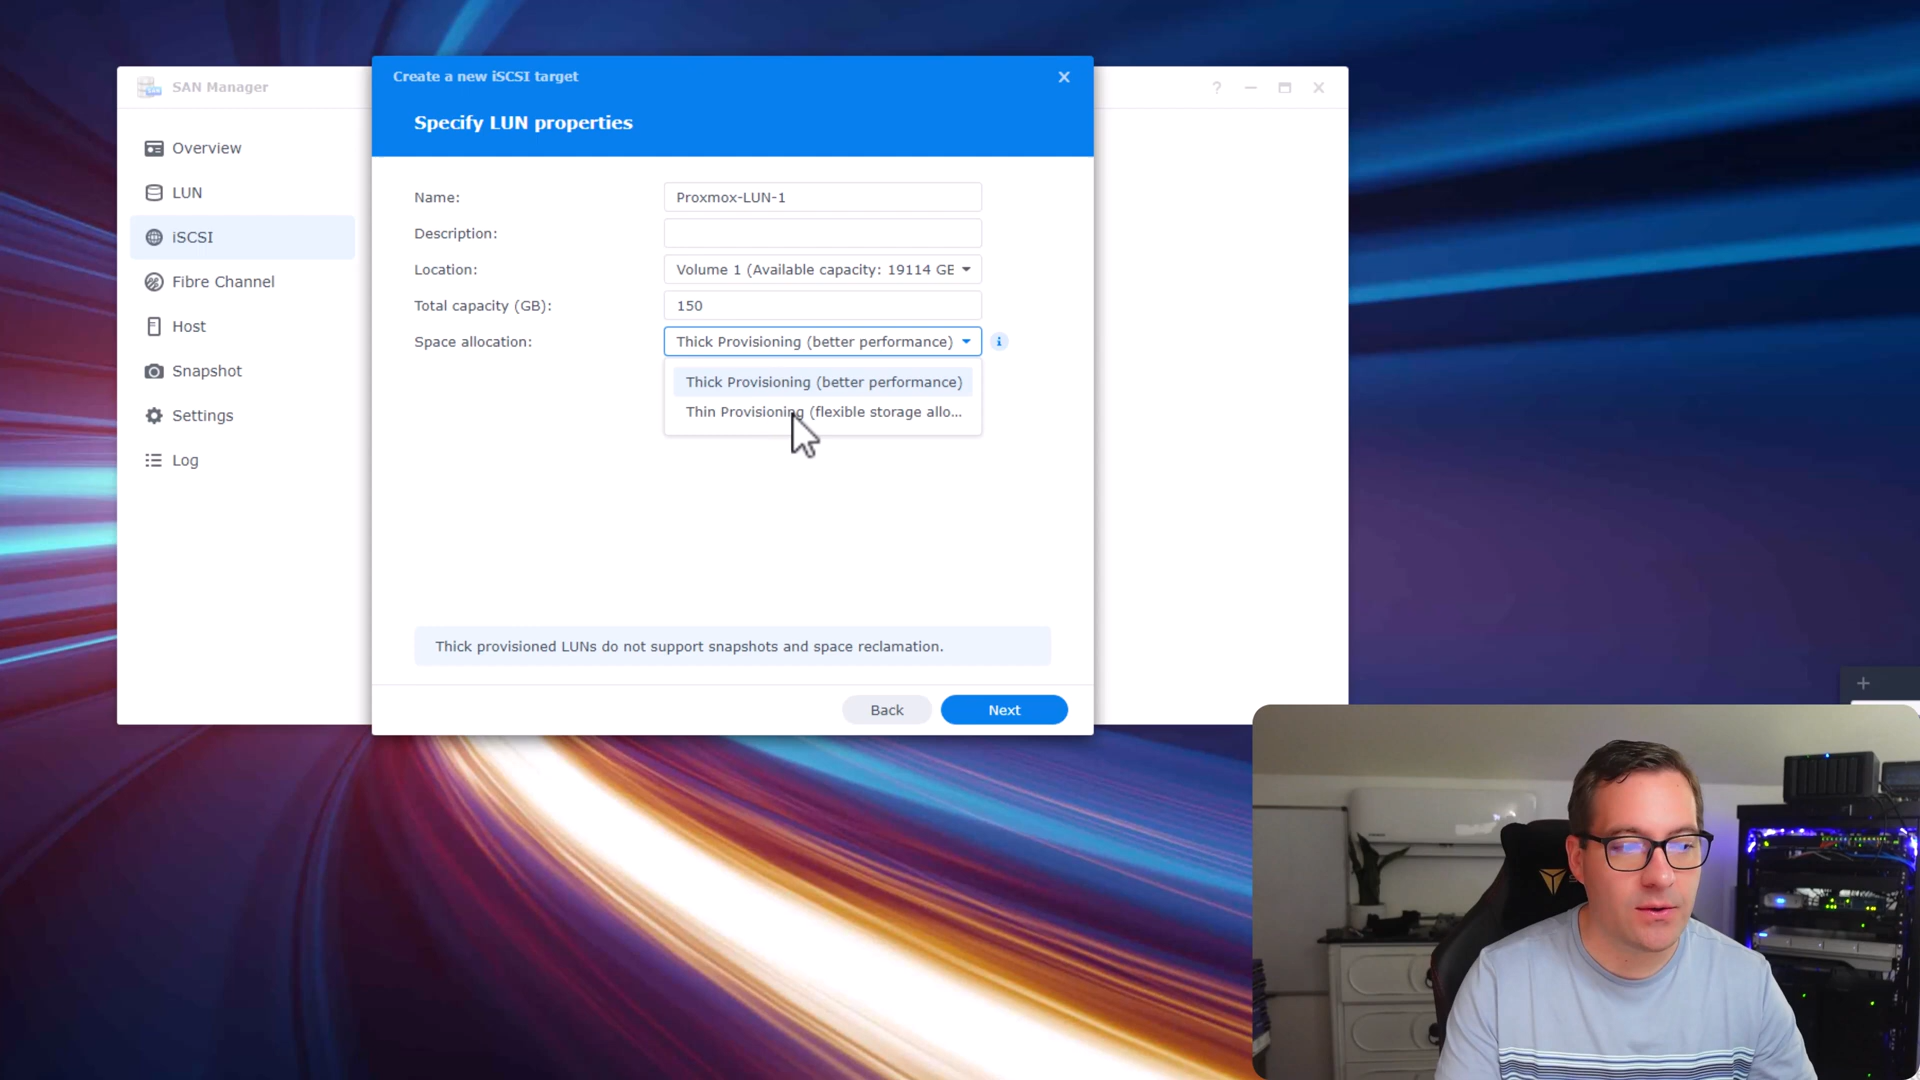 SAN Manager
Create a new iSCSI target
Specify LUN properties
Overview
LUN
iSCSI
Fibre Channel
Host
Snapshot
Settings
Log
Name:
Proxmox-LUN-1
Description:
Location:
Volume 1 (Available capacity: 19114 GE
Total capacity (GB):
150
Space allocation:
Thick Provisioning (better performance)
Thick Provisioning (better performance)
Thin Provisioning (flexible storage allo...
Thick provisioned LUNs do not support snapshots and space reclamation.
Back
Next